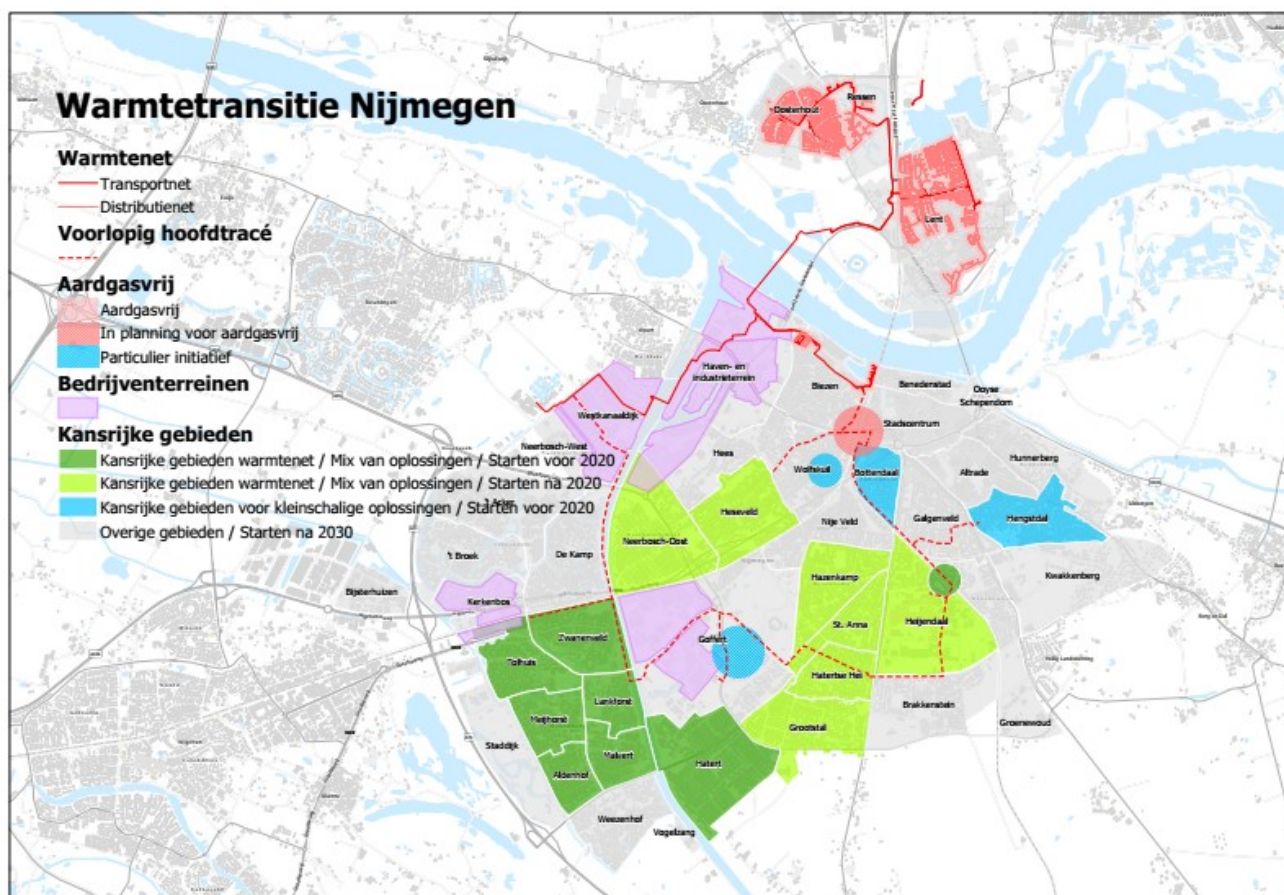 Warmtetransitie Nijmegen
Warmtenet
Transportnet
Distributienet
Voorlopig hoofdtracé
Aardgasvrij
Aardgasvrij
In planning voor aardgasvrij
Particulier initiatief
Bedrijventerreinen
Kansrijke gebieden
Kansrijke gebieden warmtenet / Mix van oplossingen / Starten voor 2020
Kansrijke gebieden warmtenet / Mix van oplossingen / Starten na 2020
Kansrijke gebieden voor kleinschalige oplossingen / Starten voor 2020
Overige gebieden / Starten na 2030
Oosterhout
Ressen
Lent
Haven- en
industrieterrein
Biezen
Benedenstad
Ooyse
Schependom
Westkanaaldijk
Stadscentrum
Neerbosch-West
Hees
Wolfskuil
Bottendaal
Altrade
Hunnerberg
't Acker
Heseveld
Nije Veld
Galgenveld
Hengstdal
Neerbosch-Oost
't Broek
De Kamp
Hazenkamp
Kwakkenberg
Bijsterhuizen
Kerkenbos
Zwanenveld
Goffert
St. Anna
Heijendaal
Tolhuis
Hatertse Hei
Lankforst
Brakkenstein
Meijhorst
Grootstal
Groenewoud
Staddijk
Malvert
Hatert
Aldenhof
Weezenhof
Vogelzang